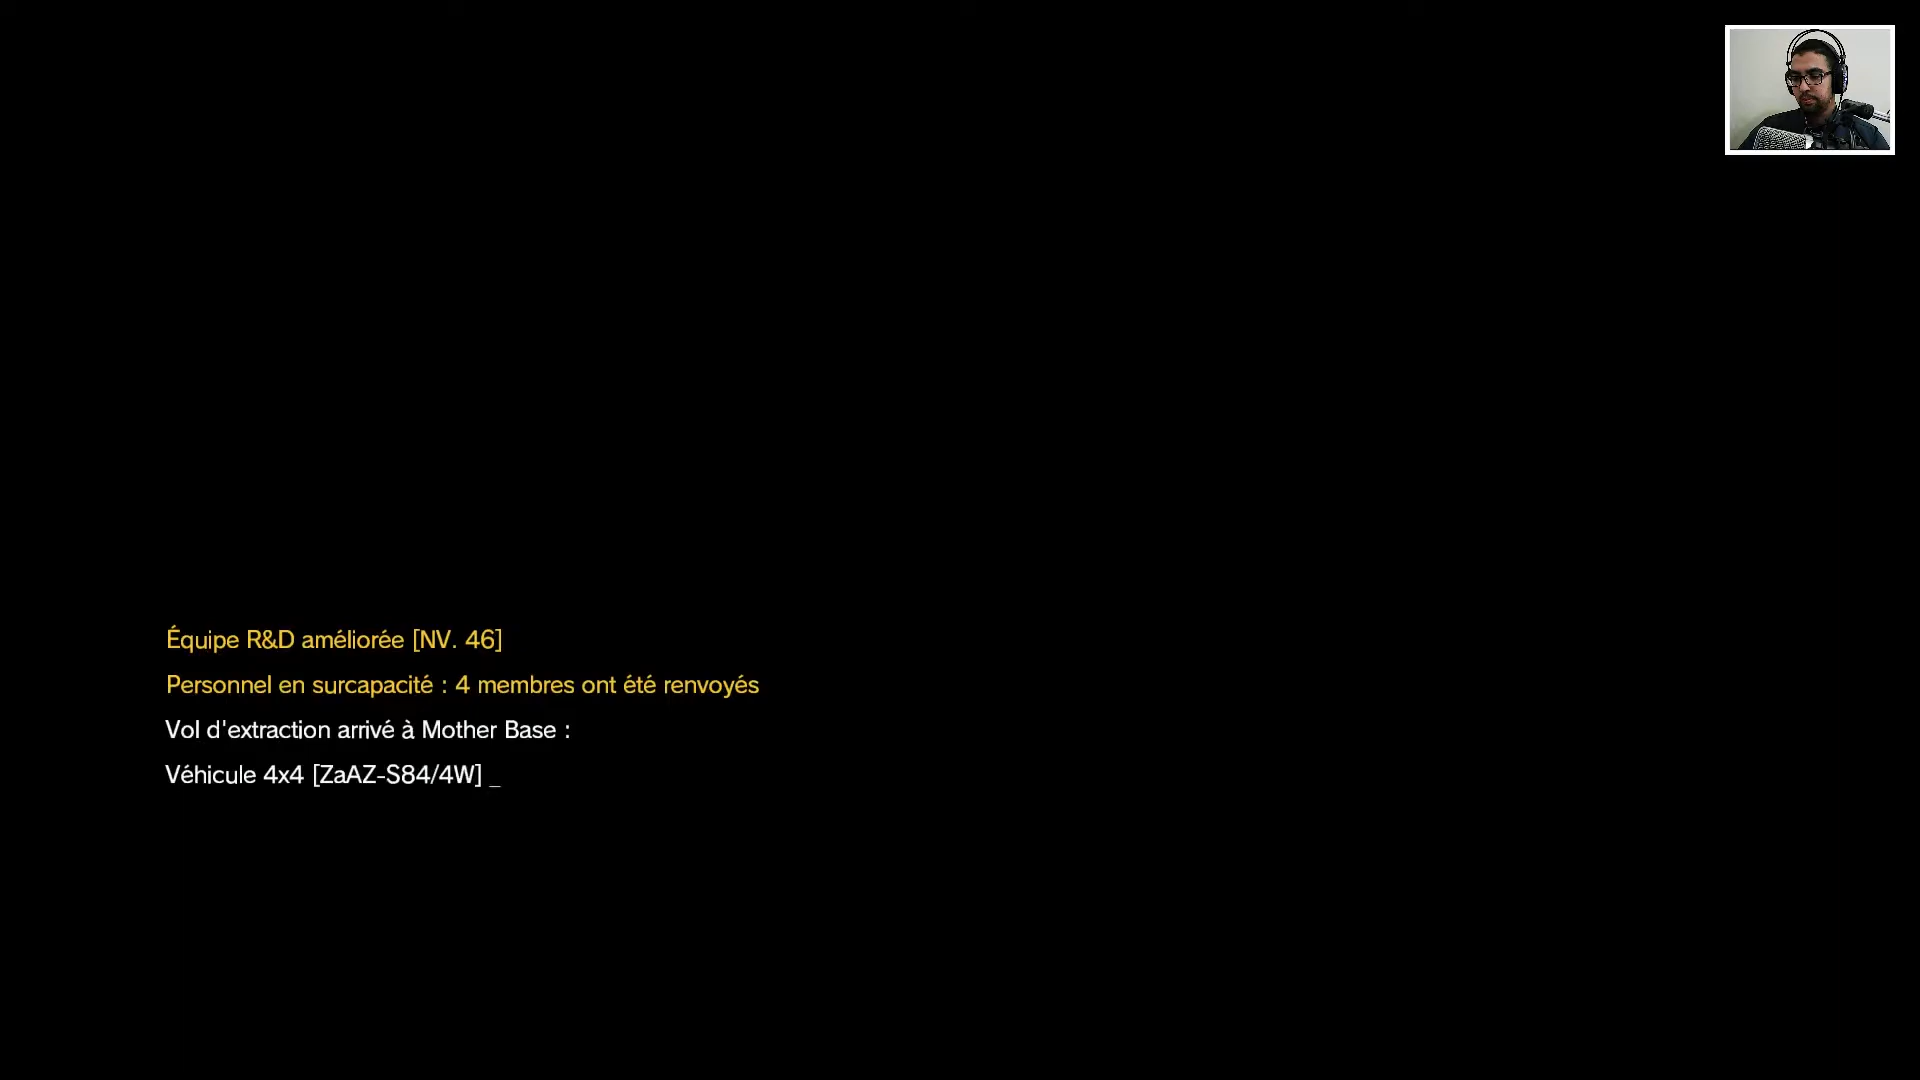 Équipe R&D améliorée [NV. 46]
Personnel en surcapacité : 4 membres ont été renvoyés
Vol d'extraction arrivé à Mother Base :
Véhicule 4x4 [ZaAZ-S84/4W] _